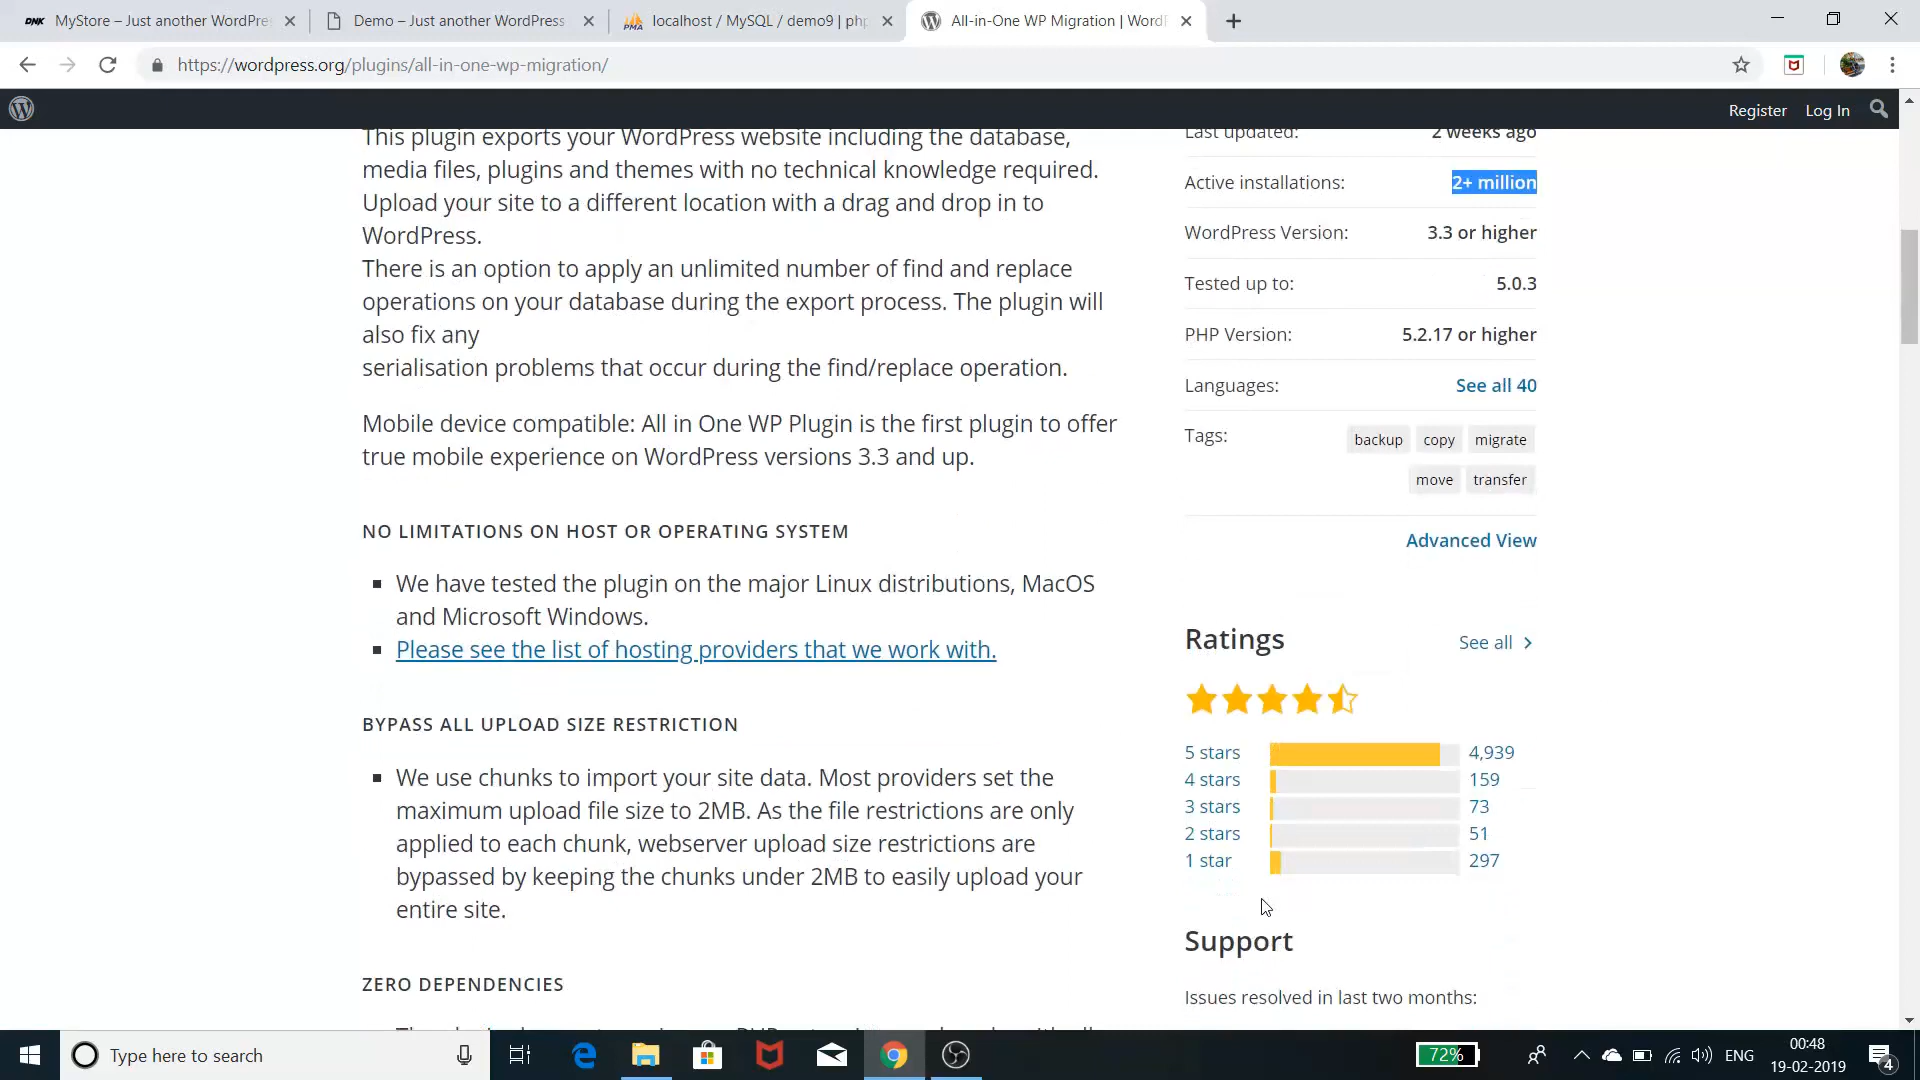 MyStore – Just another WordPre
Demo – Just another WordPress
localhost / MySQL / demo9 | php
All-in-One WP Migration | WordP
https://wordpress.org/plugins/all-in-one-wp-migration/
Register
Log In
This plugin exports your WordPress website including the database,
media files, plugins and themes with no technical knowledge required.
Upload your site to a different location with a drag and drop in to
WordPress.
There is an option to apply an unlimited number of find and replace
operations on your database during the export process. The plugin will
also fix any
serialisation problems that occur during the find/replace operation.
Mobile device compatible: All in One WP Plugin is the first plugin to offer
true mobile experience on WordPress versions 3.3 and up.
NO LIMITATIONS ON HOST OR OPERATING SYSTEM
We have tested the plugin on the major Linux distributions, MacOS
and Microsoft Windows.
Please see the list of hosting providers that we work with.
BYPASS ALL UPLOAD SIZE RESTRICTION
We use chunks to import your site data. Most providers set the
maximum upload file size to 2MB. As the file restrictions are only
applied to each chunk, webserver upload size restrictions are
bypassed by keeping the chunks under 2MB to easily upload your
entire site.
ZERO DEPENDENCIES
Last updated: 2 weeks ago
Active installations: 2+ million
WordPress Version: 3.3 or higher
Tested up to: 5.0.3
PHP Version: 5.2.17 or higher
Languages: See all 40
Tags: backup copy migrate
move transfer
Advanced View
Ratings See all
5 stars 4,939
4 stars 159
3 stars 73
2 stars 51
1 star 297
Support
Issues resolved in last two months:
Type here to search
72%
ENG
00:48
19-02-2019
4